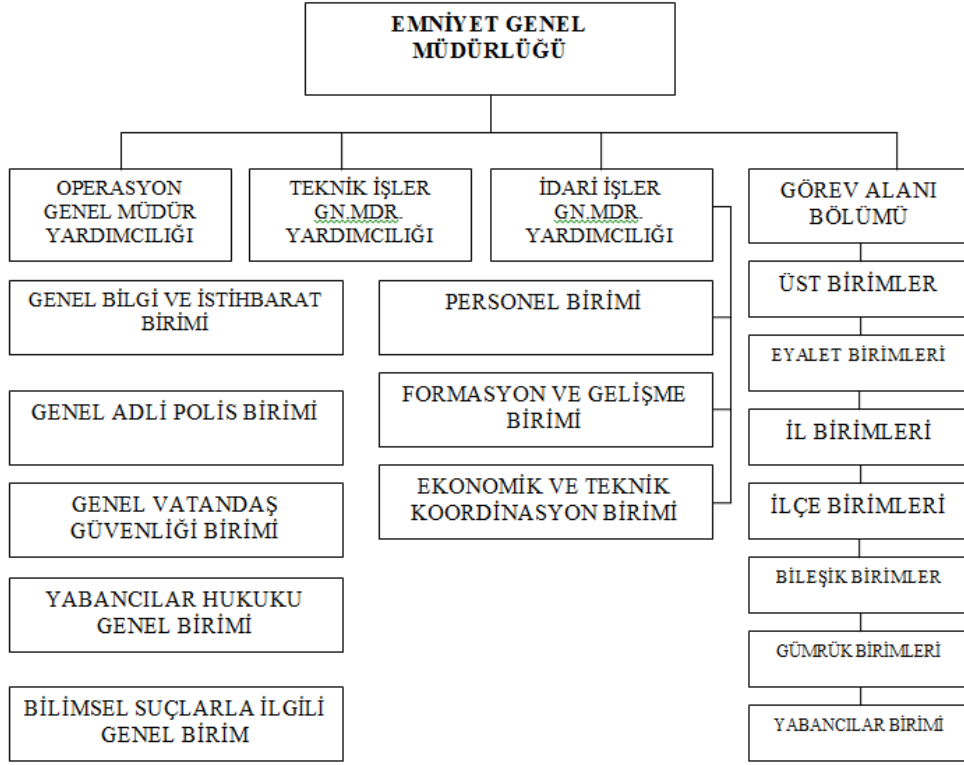 EMNİYET GENEL
MÜDÜRLÜĞÜ
OPERASYON
GENEL MÜDÜR
YARDIMCILIĞI
TEKNİK İŞLER
GN.MDR.
YARDIMCILIĞI
İDARİ İŞLER
GN.MDR.
YARDIMCILIĞI
GÖREV ALANI
BÖLÜMÜ
GENEL BİLGİ VE İSTİHBARAT
BİRİMİ
GENEL ADLİ POLİS BİRİMİ
GENEL VATANDAŞ
GÜVENLİĞİ BİRİMİ
YABANCILAR HUKUKU
GENEL BİRİMİ
BİLİMSEL SUÇLARLA İLGİLİ
GENEL BİRİM
PERSONEL BİRİMİ
FORMASYON VE GELİŞME
BİRİMİ
EKONOMİK VE TEKNİK
KOORDİNASYON BİRİMİ
ÜST BİRİMLER
EYALET BİRİMLERİ
İL BİRİMLERİ
İLÇE BİRİMLERİ
BİLEŞİK BİRİMLER
GÜMRÜK BİRİMLERİ
YABANCILAR BİRİMİ